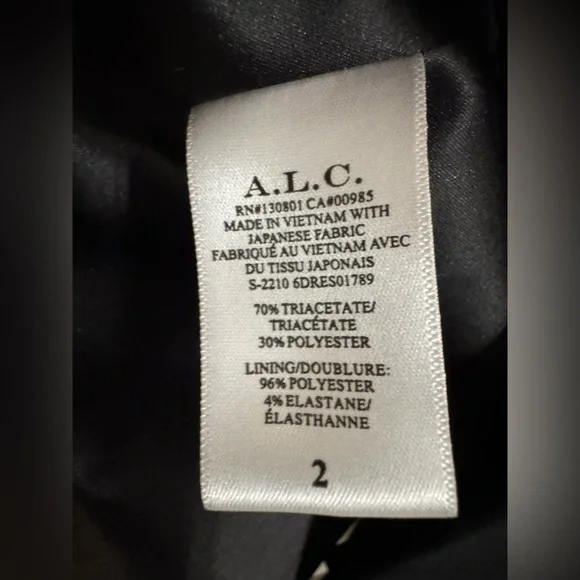 A.L.C.
RN#130801 CA#00985
MADE IN VIETNAM WITH
JAPANESE FABRIC
FABRIQUÉ AU VIETNAM AVEC
DU TISSU JAPONAIS
S-2210 6DRES01789
70% TRIACETATE/
TRIACÉTATE
30% POLYESTER
LINING/DOUBLURE:
96% POLYESTER
4% ELASTANE/
ÉLASTHANNE
2